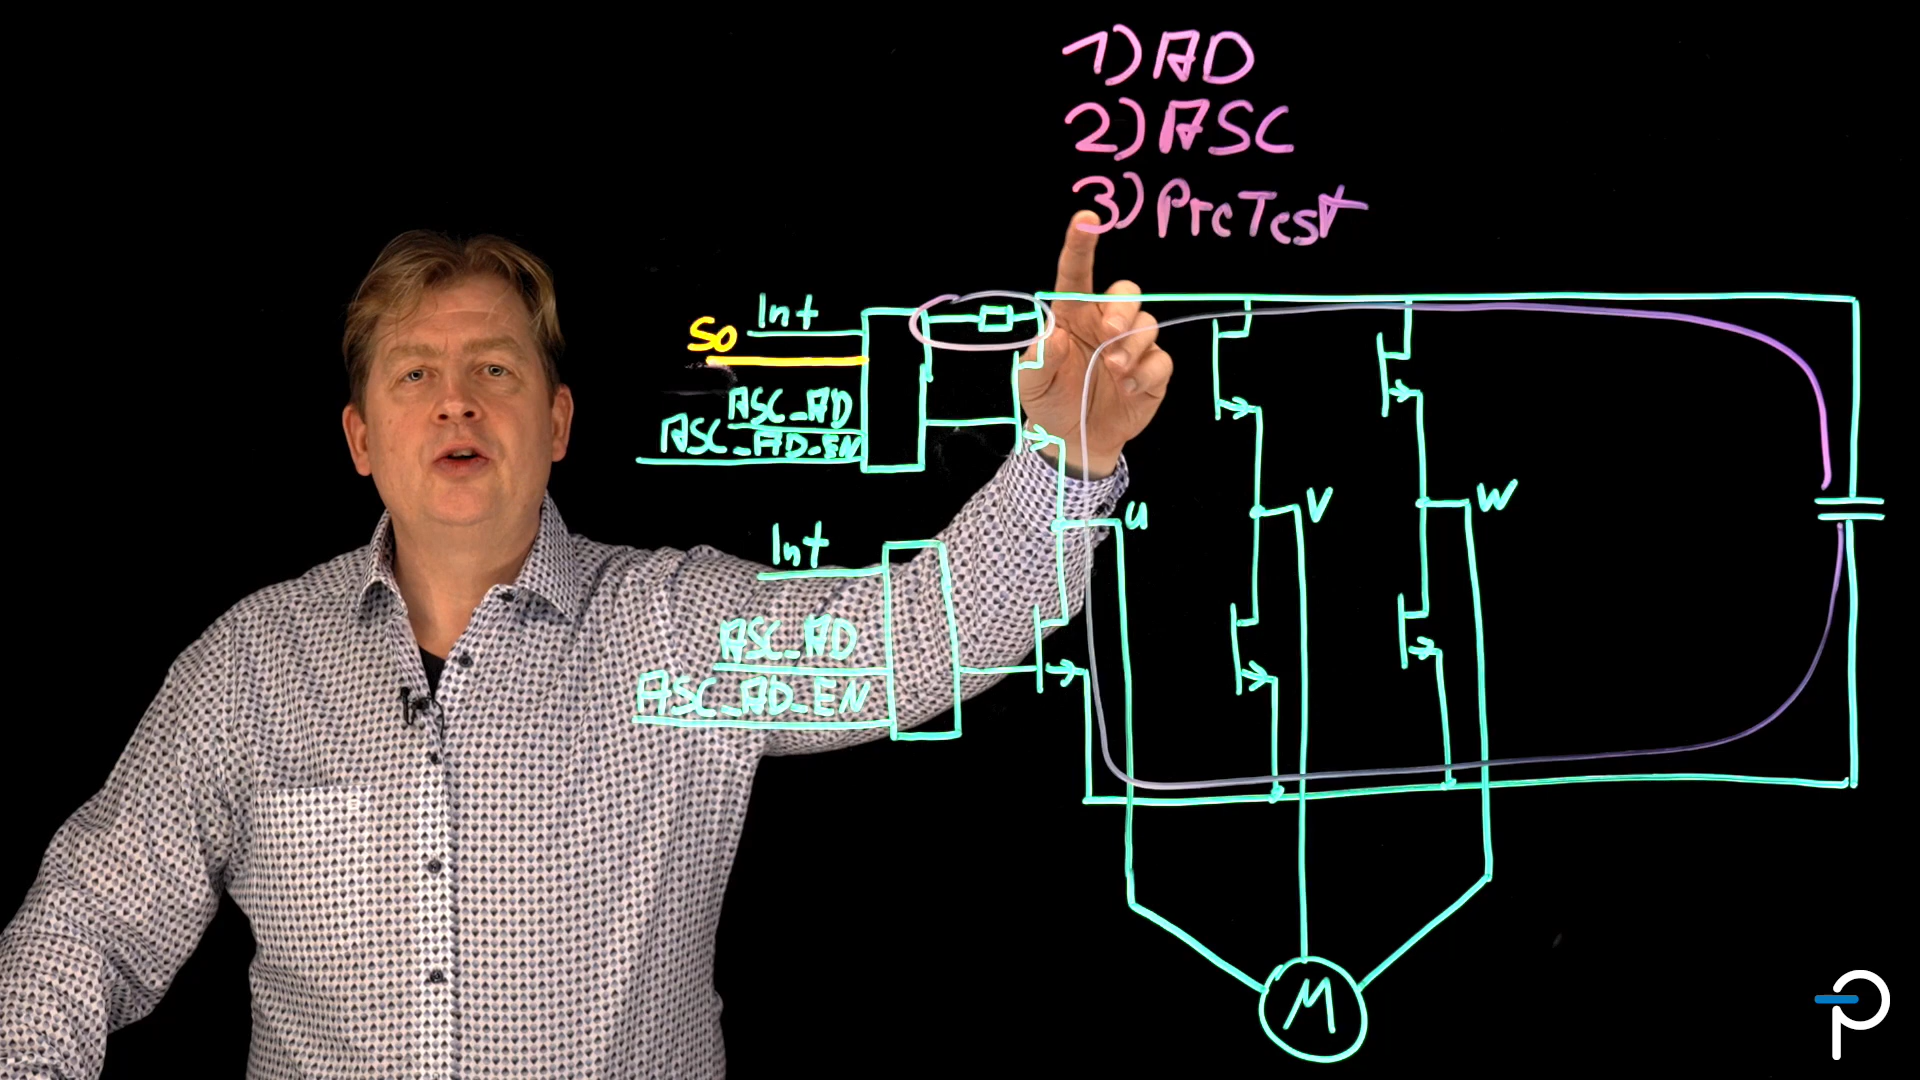 1) AD
2) ASC
3) PreTest
Int
SO
ASC_AD
ASC_AD_EN
U
V
W
Int
ASC_AD
ASC_AD_EN
M